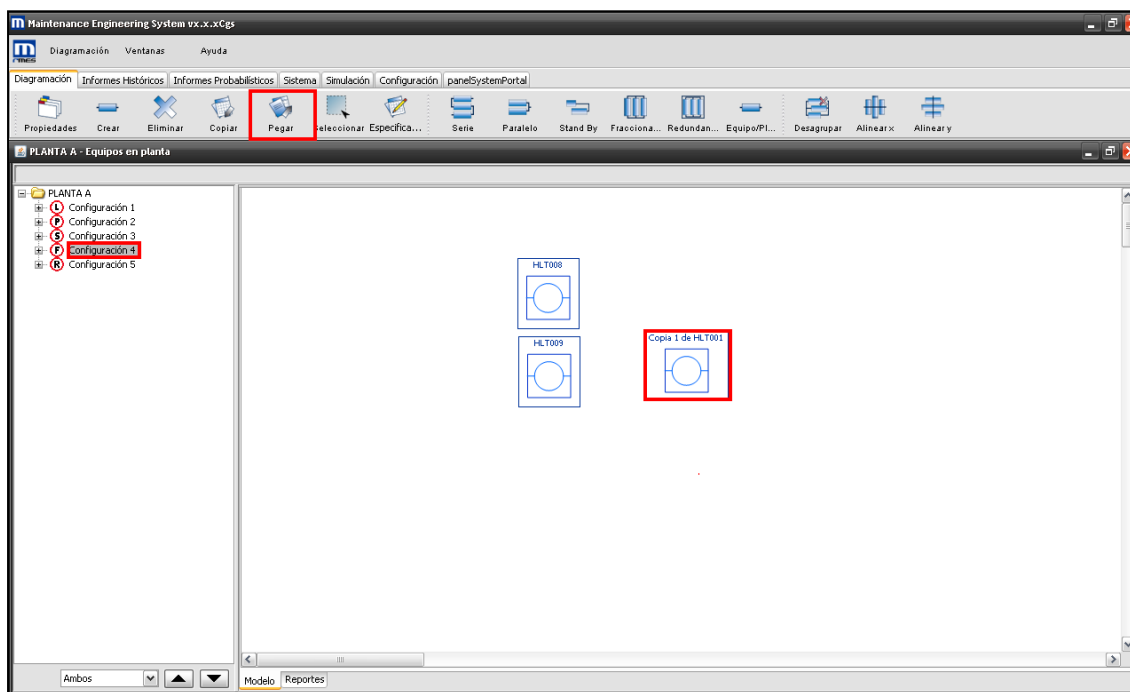 Maintenance Engineering System vx.x.xCgs
Diagramación Ventanas Ayuda
Diagramación Informes Históricos Informes Probabilísticos Sistema Simulación Configuración panelSystemPortal
Propiedades Crear Eliminar Copiar Pegar Seleccionar Especifica... Serie Paralelo Stand By Fracciona... Redundan... Equipo/Pl... Desagrupar Alinear x Alinear y
PLANTA A - Equipos en planta
PLANTA A
L Configuración 1
P Configuración 2
S Configuración 3
F Configuración 4
R Configuración 5
HLT008
HLT009
Copia 1 de HLT001
Ambos
Modelo Reportes